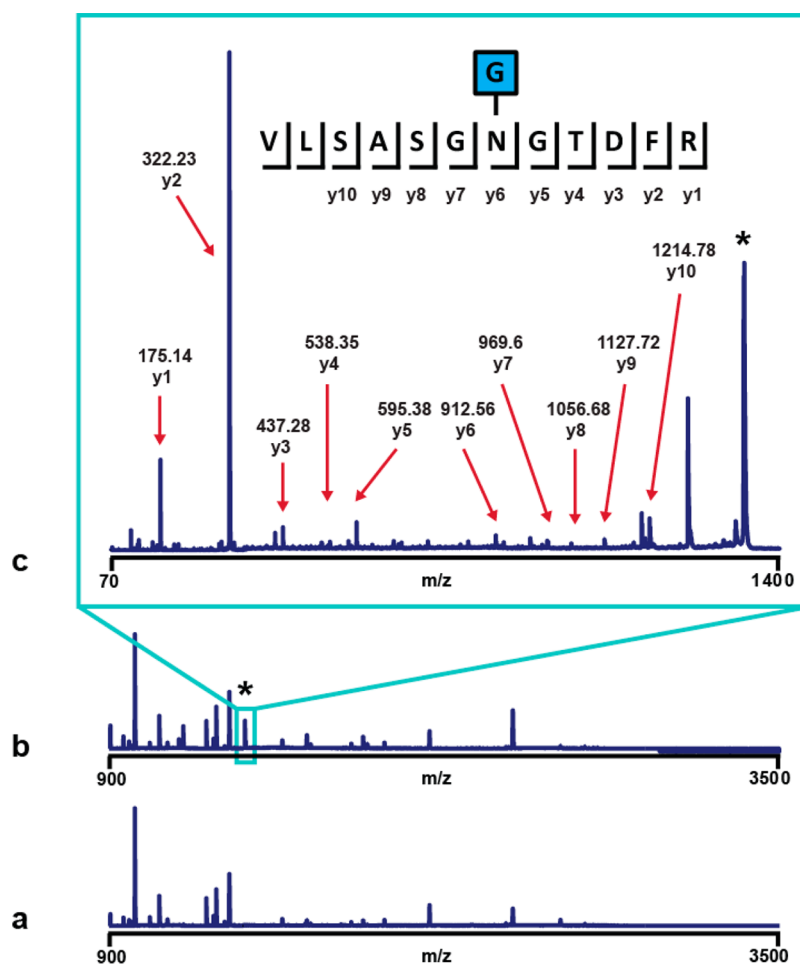 G
V L S A S G N G T D F R
y10 y9 y8 y7 y6 y5 y4 y3 y2 y1
322.23
y2
*
1214.78
y10
175.14
y1
538.35
y4
969.6
y7
1127.72
y9
437.28
y3
595.38
y5
912.56
y6
1056.68
y8
c
70 m/z 1400
*
b
900 m/z 3500
a
900 m/z 3500